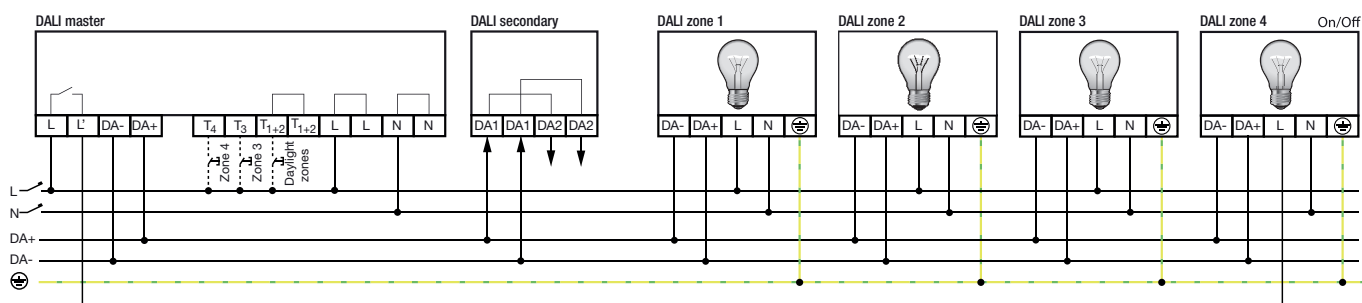 DALI master
DALI secondary
DALI zone 1
DALI zone 2
DALI zone 3
DALI zone 4
On/Off
L L' DA- DA+ T4 T3 T1+2 T1+2 L L N N
DA1 DA1 DA2 DA2
DA- DA+ L N
DA- DA+ L N
DA- DA+ L N
DA- DA+ L N
Zone 4
Zone 3
Daylight
zones
L
N
DA+
DA-